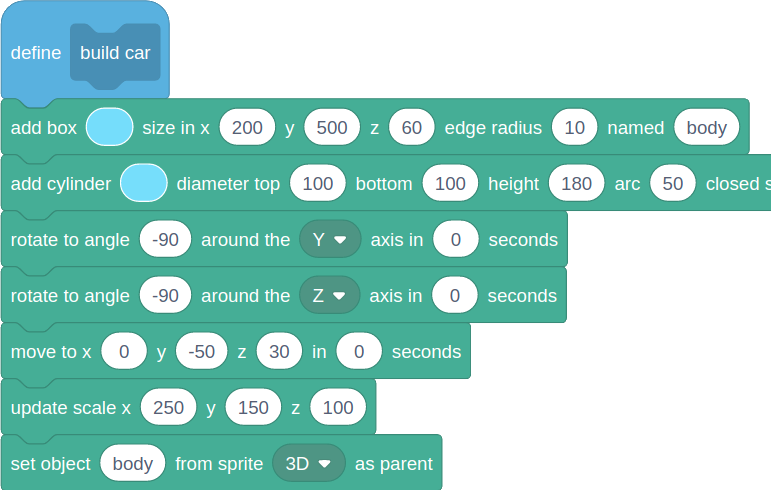 define build car
add box size in x 200 y 500 z 60 edge radius 10 named body
add cylinder diameter top 100 bottom 100 height 180 arc 50 closed s
rotate to angle -90 around the Y axis in 0 seconds
rotate to angle -90 around the Z axis in 0 seconds
move to x 0 y -50 z 30 in 0 seconds
update scale x 250 y 150 z 100
set object body from sprite 3D as parent